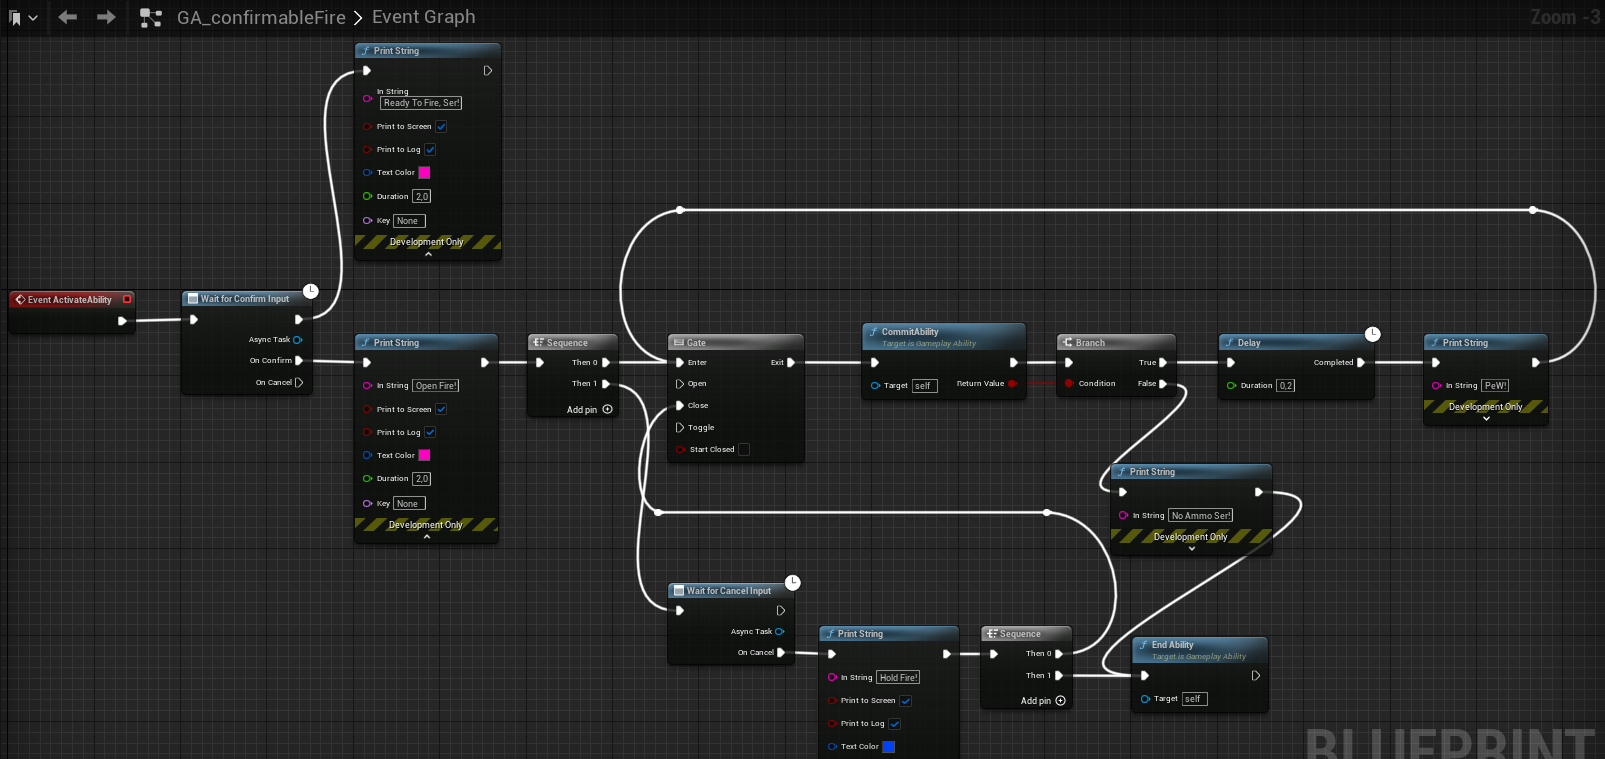 GA_confirmableFire > Event Graph
Zoom -3
Print String
In String
Ready To Fire, Ser!
Print to Screen
Print to Log
Text Color
Duration 2,0
Key None
Development Only
Event ActivateAbility
Wait for Confirm Input
Async Task
On Confirm
On Cancel
Print String
In String Open Fire!
Print to Screen
Print to Log
Text Color
Duration 2,0
Key None
Development Only
Sequence
Then 0
Then 1
Add pin
Gate
Enter Exit
Open
Close
Toggle
Start Closed
CommitAbility
Target is Gameplay Ability
Target self Return Value
Branch
True
Condition False
Delay
Completed
Duration 0,2
Print String
In String PeW!
Development Only
Print String
In String No Ammo Ser!
Development Only
Wait for Cancel Input
Async Task
On Cancel
Print String
In String Hold Fire!
Print to Screen
Print to Log
Text Color
Sequence
Then 0
Then 1
Add pin
End Ability
Target is Gameplay Ability
Target self
BLUEPRINT